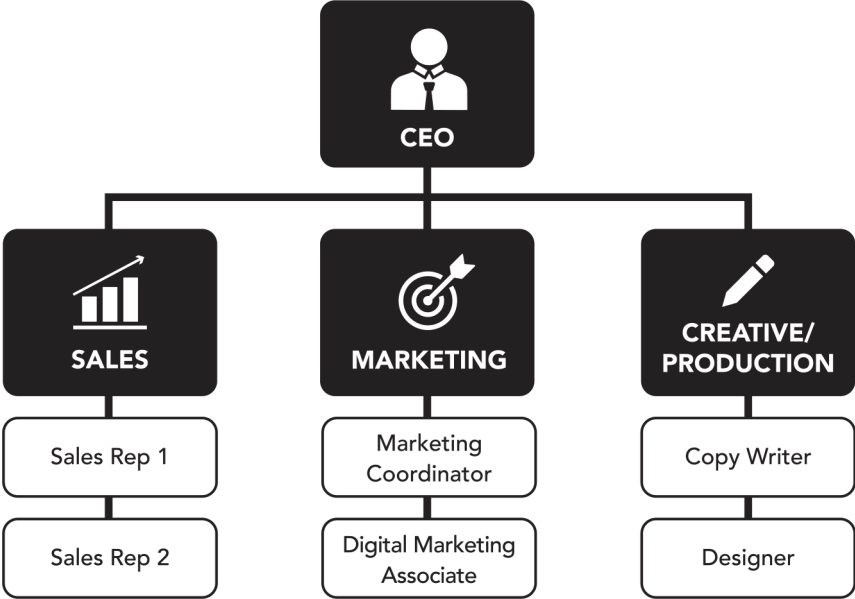 CEO
SALES
MARKETING
CREATIVE/
PRODUCTION
Sales Rep 1
Marketing
Coordinator
Copy Writer
Sales Rep 2
Digital Marketing
Associate
Designer